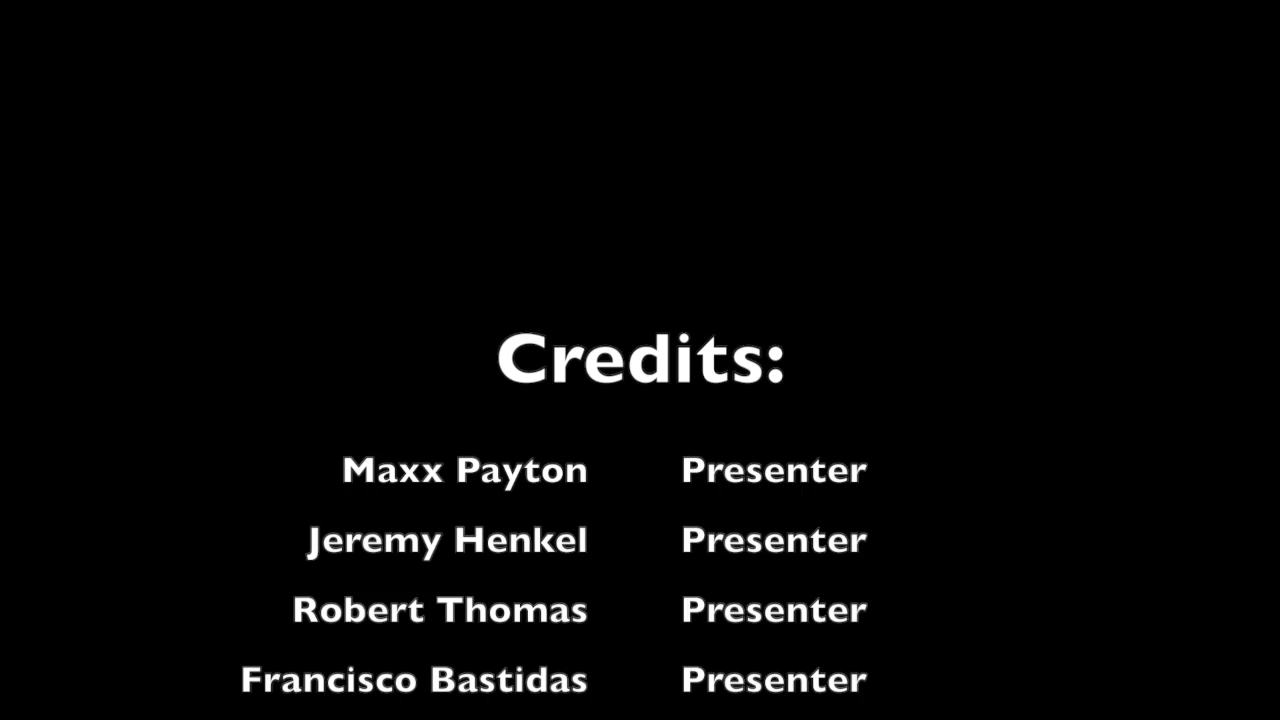 Credits:
Maxx Payton Presenter
Jeremy Henkel Presenter
Robert Thomas Presenter
Francisco Bastidas Presenter